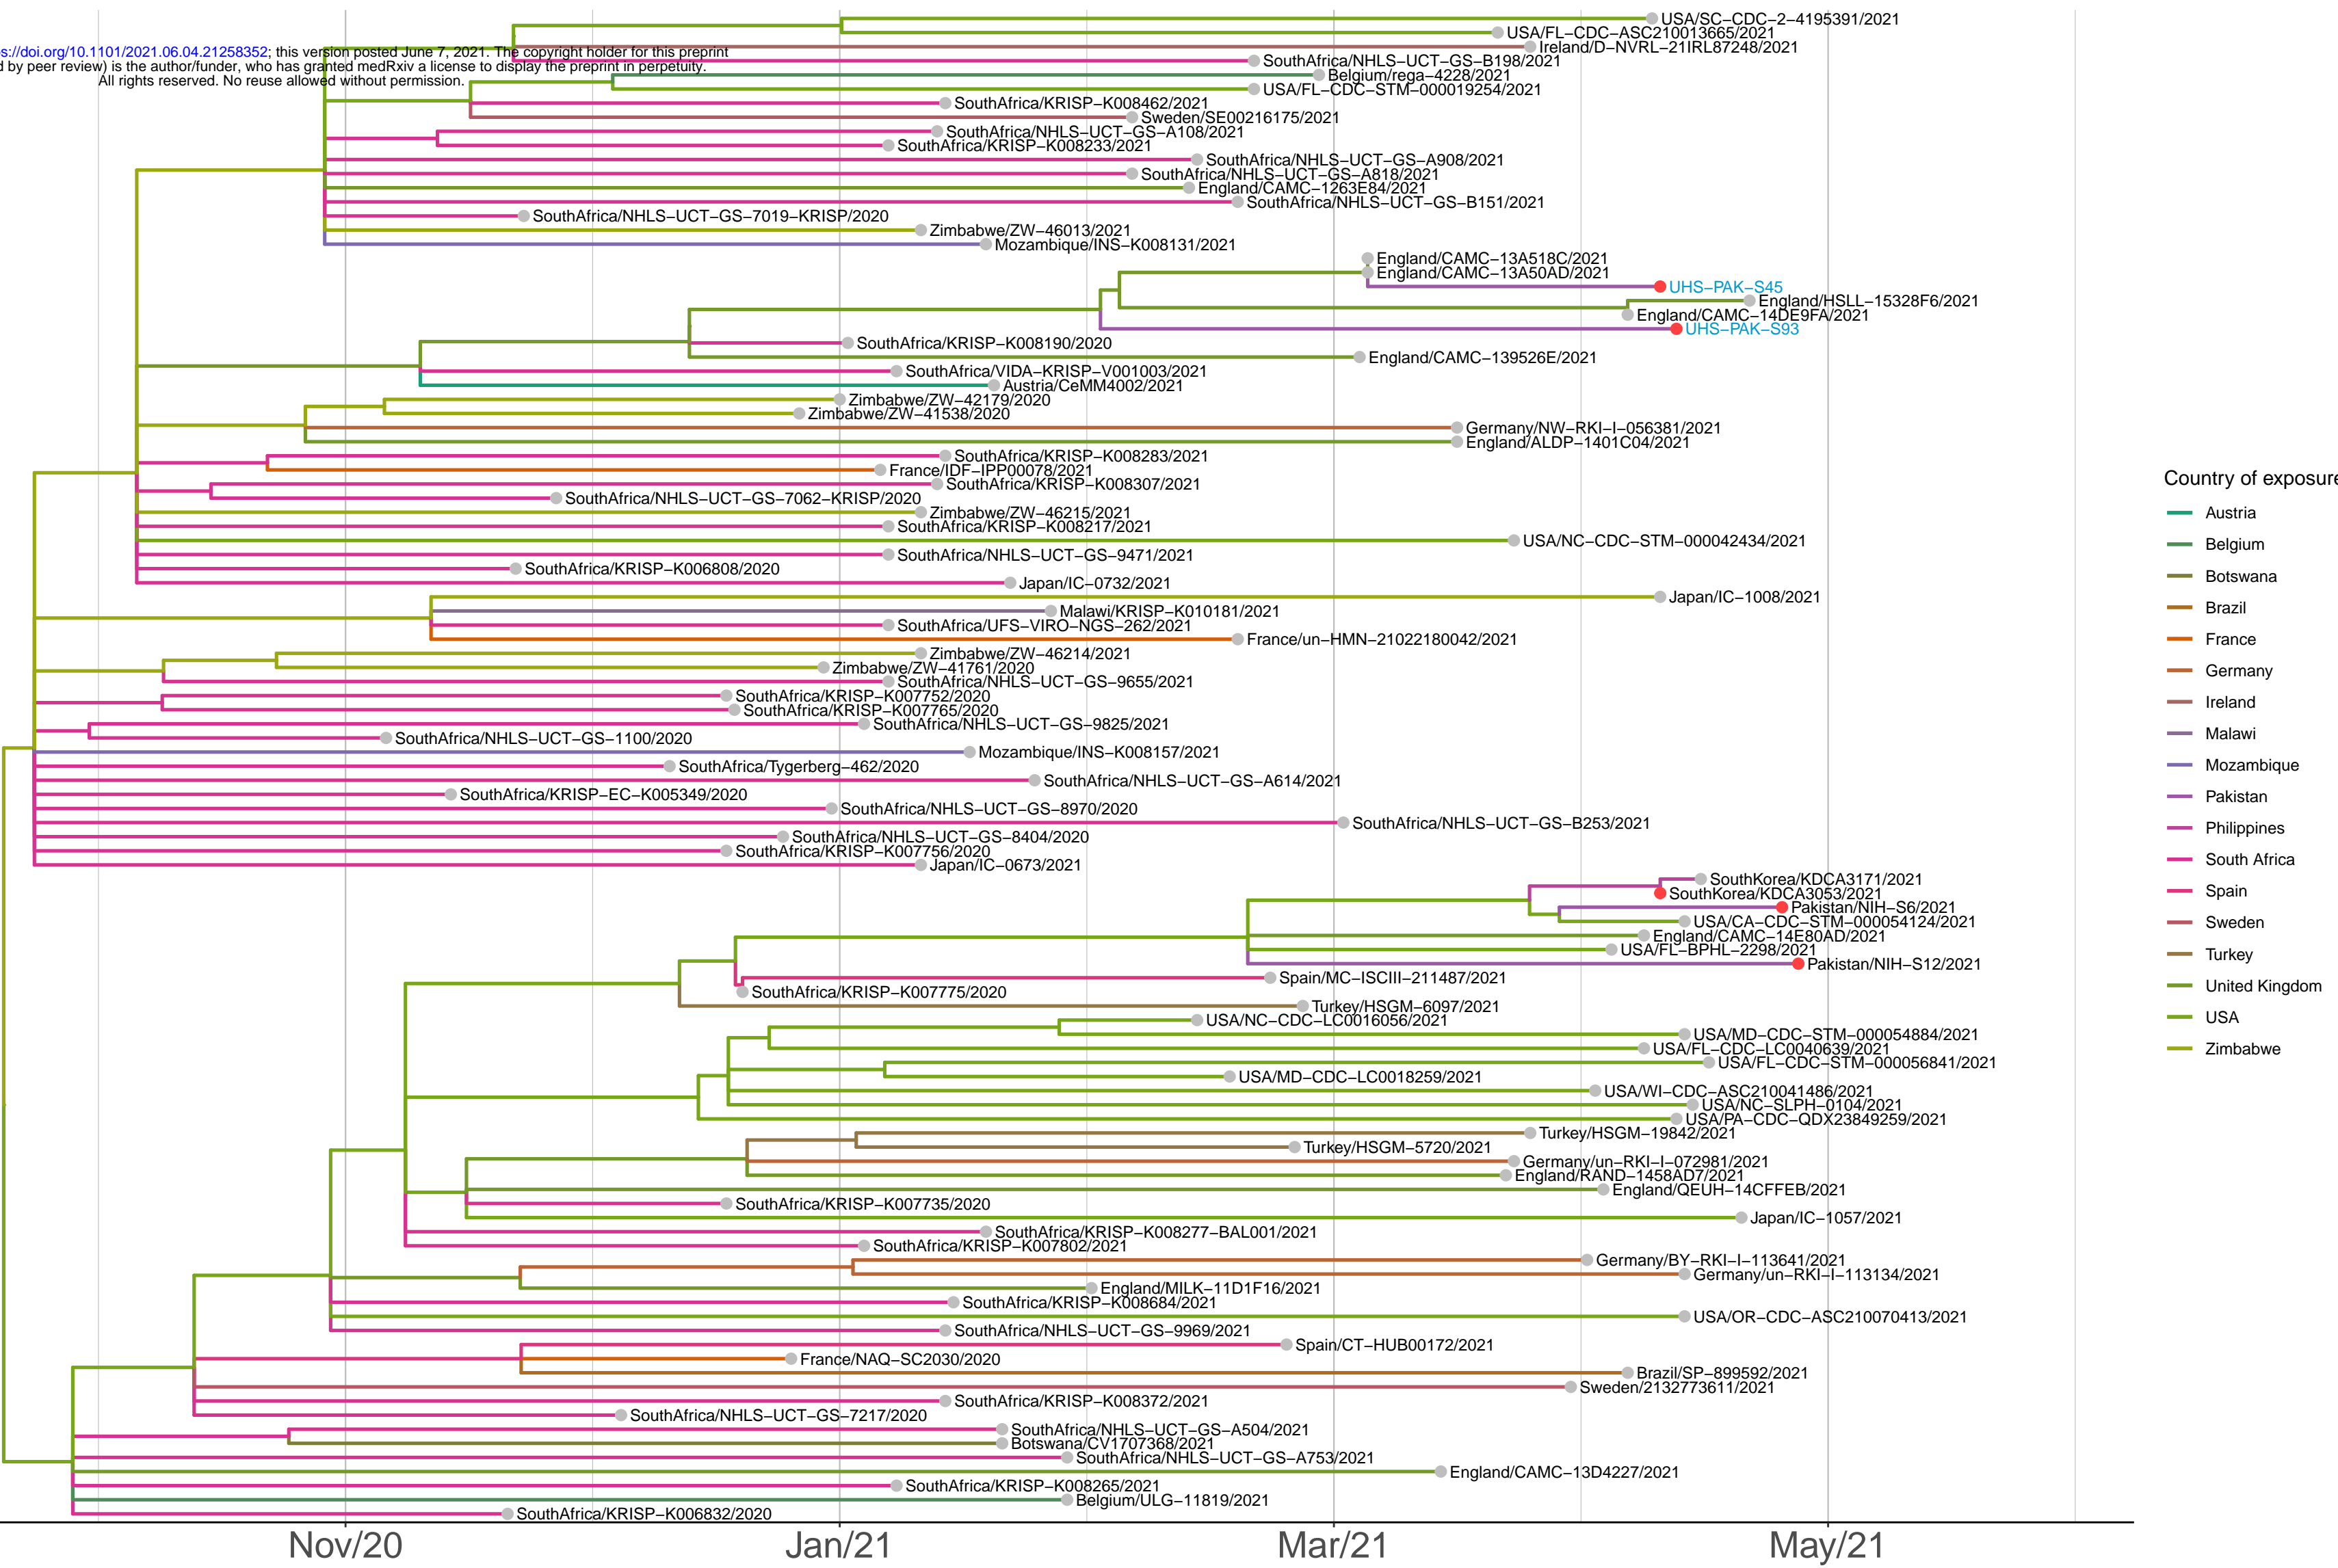 USA/SC−CDC−2−4195391/2021
USA/FL−CDC−ASC210013665/2021
Ireland/D−NVRL−21IRL87248/2021
s://doi.org/10.1101/2021.06.04.21258352; this version posted June 7, 2021. The copyright holder for this preprint
d by peer review) is the author/funder, who has granted medRxiv a license to display the preprint in perpetuity.
All rights reserved. No reuse allowed without permission.
SouthAfrica/NHLS−UCT−GS−B198/2021
Belgium/rega−4228/2021
USA/FL−CDC−STM−000019254/2021
SouthAfrica/KRISP−K008462/2021
Sweden/SE00216175/2021
SouthAfrica/NHLS−UCT−GS−A108/2021
SouthAfrica/KRISP−K008233/2021
SouthAfrica/NHLS−UCT−GS−A908/2021
SouthAfrica/NHLS−UCT−GS−A818/2021
England/CAMC−1263E84/2021
SouthAfrica/NHLS−UCT−GS−B151/2021
SouthAfrica/NHLS−UCT−GS−7019−KRISP/2020
Zimbabwe/ZW−46013/2021
Mozambique/INS−K008131/2021
England/CAMC−13A518C/2021
England/CAMC−13A50AD/2021
UHS−PAK−S45
England/HSLL−15328F6/2021
England/CAMC−14DE9FA/2021
UHS−PAK−S93
SouthAfrica/KRISP−K008190/2020
England/CAMC−139526E/2021
SouthAfrica/VIDA−KRISP−V001003/2021
Austria/CeMM4002/2021
Zimbabwe/ZW−42179/2020
Zimbabwe/ZW−41538/2020
Germany/NW−RKI−I−056381/2021
England/ALDP−1401C04/2021
SouthAfrica/KRISP−K008283/2021
France/IDF−IPP00078/2021
SouthAfrica/KRISP−K008307/2021
SouthAfrica/NHLS−UCT−GS−7062−KRISP/2020
Zimbabwe/ZW−46215/2021
SouthAfrica/KRISP−K008217/2021
USA/NC−CDC−STM−000042434/2021
SouthAfrica/NHLS−UCT−GS−9471/2021
SouthAfrica/KRISP−K006808/2020
Japan/IC−0732/2021
Japan/IC−1008/2021
Malawi/KRISP−K010181/2021
SouthAfrica/UFS−VIRO−NGS−262/2021
France/un−HMN−21022180042/2021
Zimbabwe/ZW−46214/2021
Zimbabwe/ZW−41761/2020
SouthAfrica/NHLS−UCT−GS−9655/2021
SouthAfrica/KRISP−K007752/2020
SouthAfrica/KRISP−K007765/2020
SouthAfrica/NHLS−UCT−GS−9825/2021
SouthAfrica/NHLS−UCT−GS−1100/2020
Mozambique/INS−K008157/2021
SouthAfrica/Tygerberg−462/2020
SouthAfrica/NHLS−UCT−GS−A614/2021
SouthAfrica/KRISP−EC−K005349/2020
SouthAfrica/NHLS−UCT−GS−8970/2020
SouthAfrica/NHLS−UCT−GS−B253/2021
SouthAfrica/NHLS−UCT−GS−8404/2020
SouthAfrica/KRISP−K007756/2020
Japan/IC−0673/2021
SouthKorea/KDCA3171/2021
SouthKorea/KDCA3053/2021
Pakistan/NIH−S6/2021
USA/CA−CDC−STM−000054124/2021
England/CAMC−14E80AD/2021
USA/FL−BPHL−2298/2021
Pakistan/NIH−S12/2021
Spain/MC−ISCIII−211487/2021
SouthAfrica/KRISP−K007775/2020
Turkey/HSGM−6097/2021
USA/NC−CDC−LC0016056/2021
USA/MD−CDC−STM−000054884/2021
USA/FL−CDC−LC0040639/2021
USA/FL−CDC−STM−000056841/2021
USA/MD−CDC−LC0018259/2021
USA/WI−CDC−ASC210041486/2021
USA/NC−SLPH−0104/2021
USA/PA−CDC−QDX23849259/2021
Turkey/HSGM−19842/2021
Turkey/HSGM−5720/2021
Germany/un−RKI−I−072981/2021
England/RAND−1458AD7/2021
England/QEUH−14CFFEB/2021
SouthAfrica/KRISP−K007735/2020
Japan/IC−1057/2021
SouthAfrica/KRISP−K008277−BAL001/2021
SouthAfrica/KRISP−K007802/2021
Germany/BY−RKI−I−113641/2021
Germany/un−RKI−I−113134/2021
England/MILK−11D1F16/2021
SouthAfrica/KRISP−K008684/2021
USA/OR−CDC−ASC210070413/2021
SouthAfrica/NHLS−UCT−GS−9969/2021
Spain/CT−HUB00172/2021
France/NAQ−SC2030/2020
Brazil/SP−899592/2021
Sweden/2132773611/2021
SouthAfrica/KRISP−K008372/2021
SouthAfrica/NHLS−UCT−GS−7217/2020
SouthAfrica/NHLS−UCT−GS−A504/2021
Botswana/CV1707368/2021
SouthAfrica/NHLS−UCT−GS−A753/2021
England/CAMC−13D4227/2021
SouthAfrica/KRISP−K008265/2021
Belgium/ULG−11819/2021
SouthAfrica/KRISP−K006832/2020
Nov/20 Jan/21 Mar/21 May/21
Country of exposure
Austria
Belgium
Botswana
Brazil
France
Germany
Ireland
Malawi
Mozambique
Pakistan
Philippines
South Africa
Spain
Sweden
Turkey
United Kingdom
USA
Zimbabwe